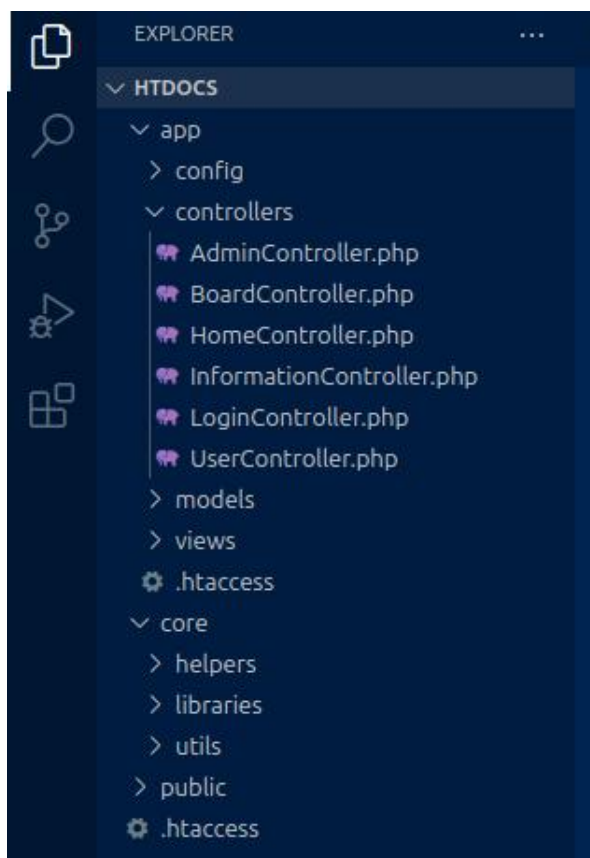 EXPLORER ...
HTDOCS
app
config
controllers
AdminController.php
BoardController.php
HomeController.php
InformationController.php
LoginController.php
UserController.php
models
views
.htaccess
core
helpers
libraries
utils
public
.htaccess